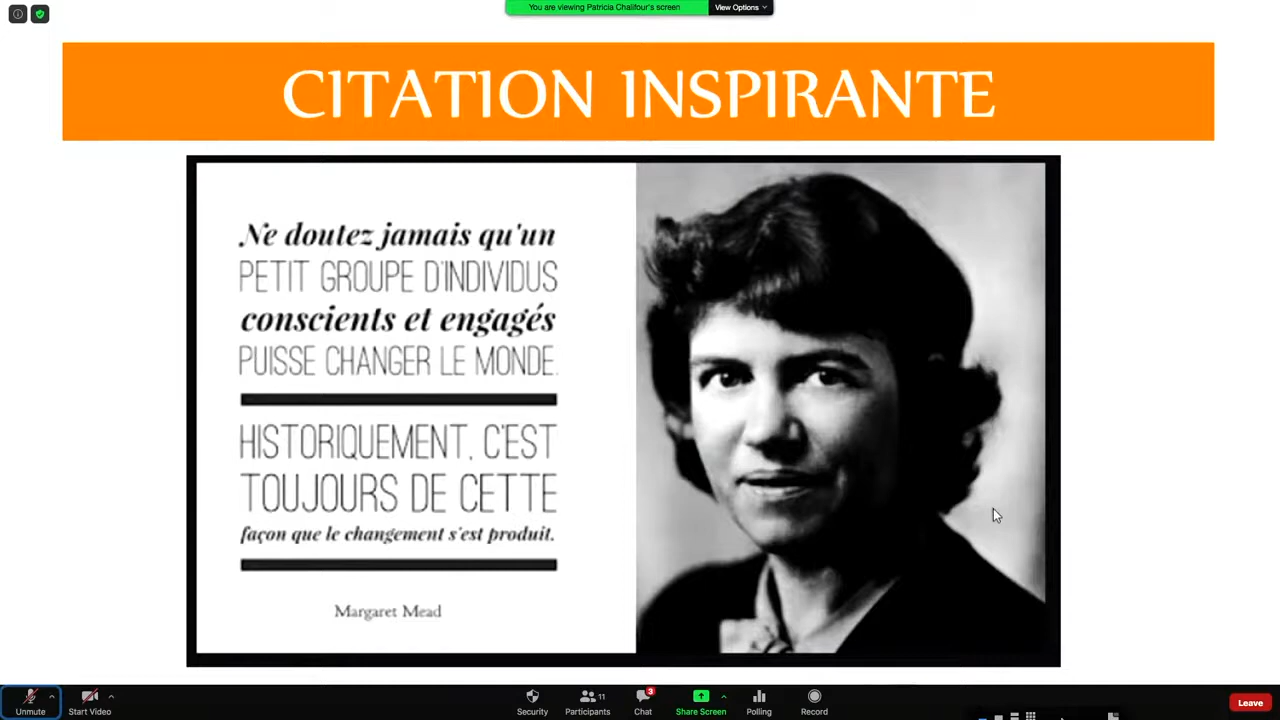 You are viewing Patricia Chalifour's screen
View Options
CITATION INSPIRANTE
Ne doutez jamais qu'un
PETIT GROUPE D'INDIVIDUS
conscients et engagés
PUISSE CHANGER LE MONDE.
HISTORIQUEMENT, C'EST
TOUJOURS DE CETTE
façon que le changement s'est produit.
Margaret Mead
Unmute
Start Video
Security
Participants 11
Chat 3
Share Screen
Polling
Record
Leave